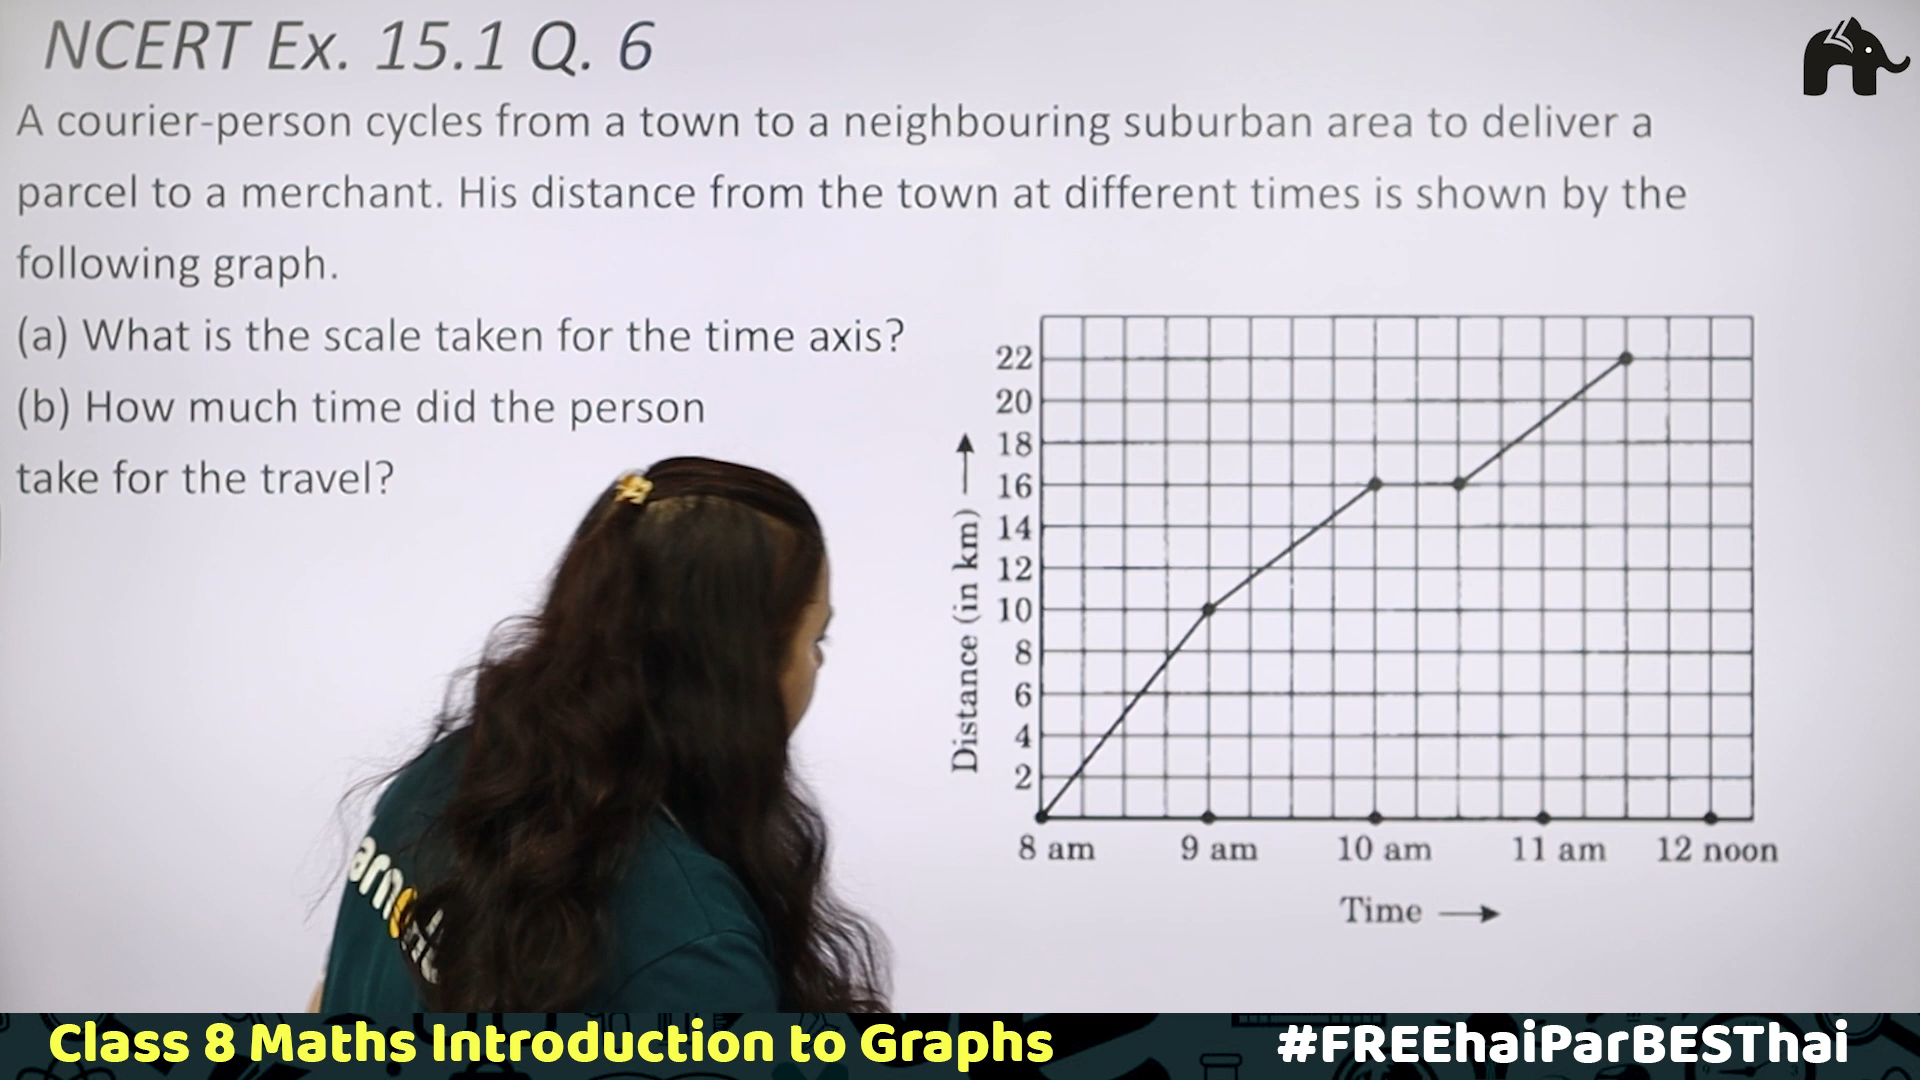 NCERT Ex. 15.1 Q. 6
A courier-person cycles from a town to a neighbouring suburban area to deliver a
parcel to a merchant. His distance from the town at different times is shown by the
following graph.
(a) What is the scale taken for the time axis?
(b) How much time did the person
take for the travel?
22
20
18
16
14
12
10
8
6
4
2
Distance (in km)
8 am 9 am 10 am 11 am 12 noon
Time
Class 8 Maths Introduction to Graphs
#FREEhaiParBESThai